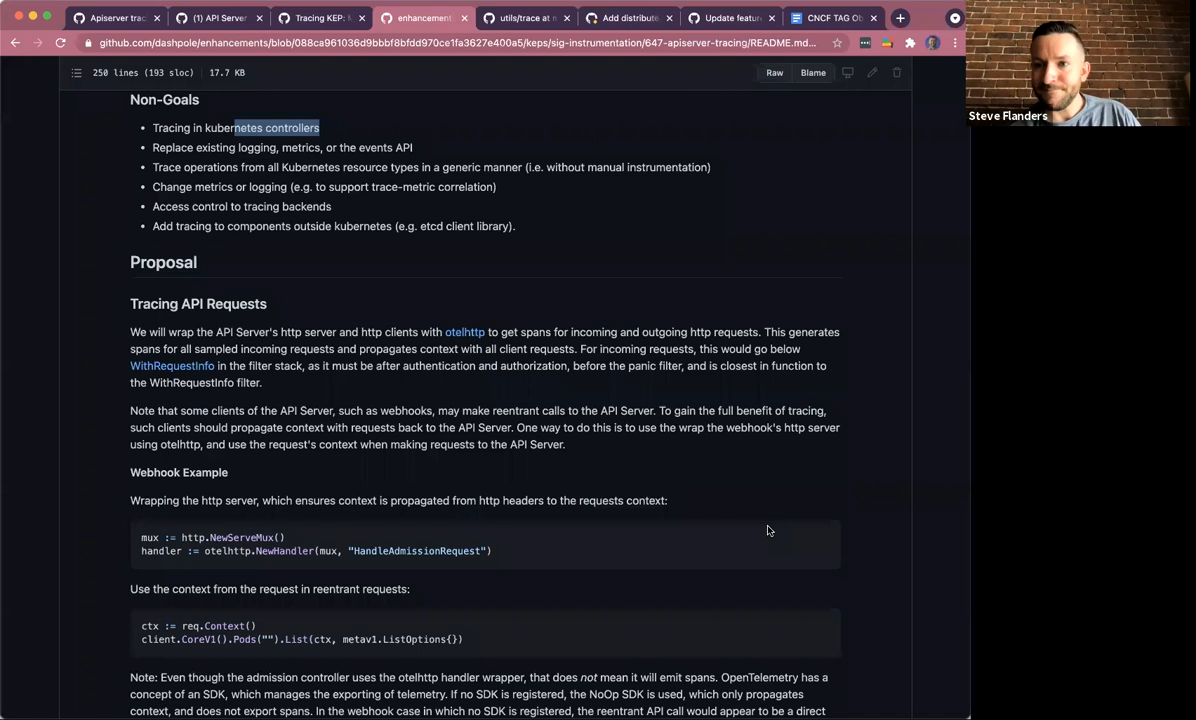 Apiserver trac
(1) API Server
Tracing KEP:
enhancement
utils/trace at m
Add distribute
Update featur
CNCF TAG Ob
github.com/dashpole/enhancements/blob/088ca961036d9bbbf8bfdd970ce1fa3627e400a5/keps/sig-instrumentation/647-apiserver-tracing/README.md...
250 lines (193 sloc) 17.7 KB
Raw Blame
Steve Flanders
Non-Goals
• Tracing in kubernetes controllers
• Replace existing logging, metrics, or the events API
• Trace operations from all Kubernetes resource types in a generic manner (i.e. without manual instrumentation)
• Change metrics or logging (e.g. to support trace-metric correlation)
• Access control to tracing backends
• Add tracing to components outside kubernetes (e.g. etcd client library).
Proposal
Tracing API Requests
We will wrap the API Server's http server and http clients with otelhttp to get spans for incoming and outgoing http requests. This generates
spans for all sampled incoming requests and propagates context with all client requests. For incoming requests, this would go below
WithRequestInfo in the filter stack, as it must be after authentication and authorization, before the panic filter, and is closest in function to
the WithRequestInfo filter.
Note that some clients of the API Server, such as webhooks, may make reentrant calls to the API Server. To gain the full benefit of tracing,
such clients should propagate context with requests back to the API Server. One way to do this is to use the wrap the webhook's http server
using otelhttp, and use the request's context when making requests to the API Server.
Webhook Example
Wrapping the http server, which ensures context is propagated from http headers to the requests context:
mux := http.NewServeMux()
handler := otelhttp.NewHandler(mux, "HandleAdmissionRequest")
Use the context from the request in reentrant requests:
ctx := req.Context()
client.CoreV1().Pods("").List(ctx, metav1.ListOptions{})
Note: Even though the admission controller uses the otelhttp handler wrapper, that does not mean it will emit spans. OpenTelemetry has a
concept of an SDK, which manages the exporting of telemetry. If no SDK is registered, the NoOp SDK is used, which only propagates
context, and does not export spans. In the webhook case in which no SDK is registered, the reentrant API call would appear to be a direct